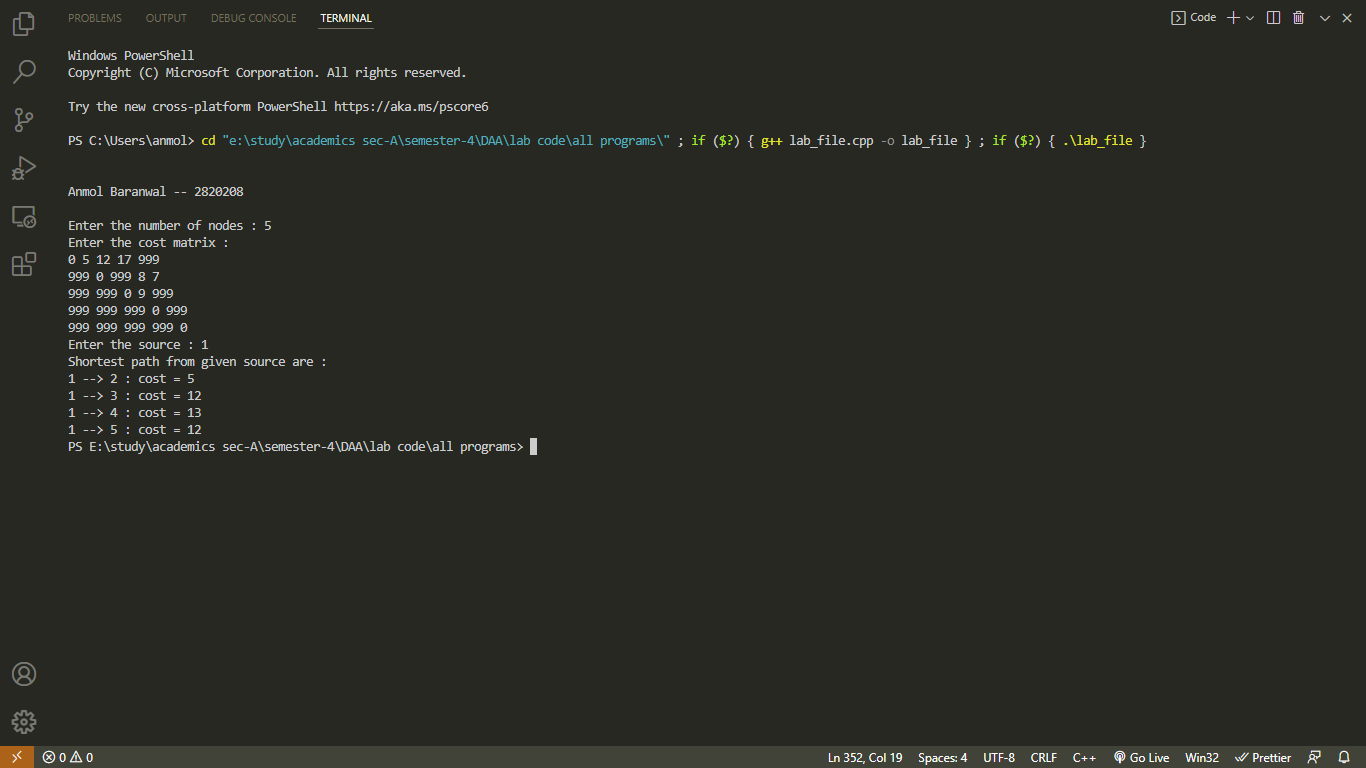 PROBLEMS OUTPUT DEBUG CONSOLE TERMINAL Code
Windows PowerShell
Copyright (C) Microsoft Corporation. All rights reserved.
Try the new cross-platform PowerShell https://aka.ms/pscore6
PS C:\Users\anmol> cd "e:\study\academics sec-A\semester-4\DAA\lab code\all programs\" ; if ($?) { g++ lab_file.cpp -o lab_file } ; if ($?) { .\lab_file }
Anmol Baranwal -- 2820208
Enter the number of nodes : 5
Enter the cost matrix :
0 5 12 17 999
999 0 999 8 7
999 999 0 9 999
999 999 999 0 999
999 999 999 999 0
Enter the source : 1
Shortest path from given source are :
1 --> 2 : cost = 5
1 --> 3 : cost = 12
1 --> 4 : cost = 13
1 --> 5 : cost = 12
PS E:\study\academics sec-A\semester-4\DAA\lab code\all programs>
0 0 Ln 352, Col 19 Spaces: 4 UTF-8 CRLF C++ Go Live Win32 Prettier